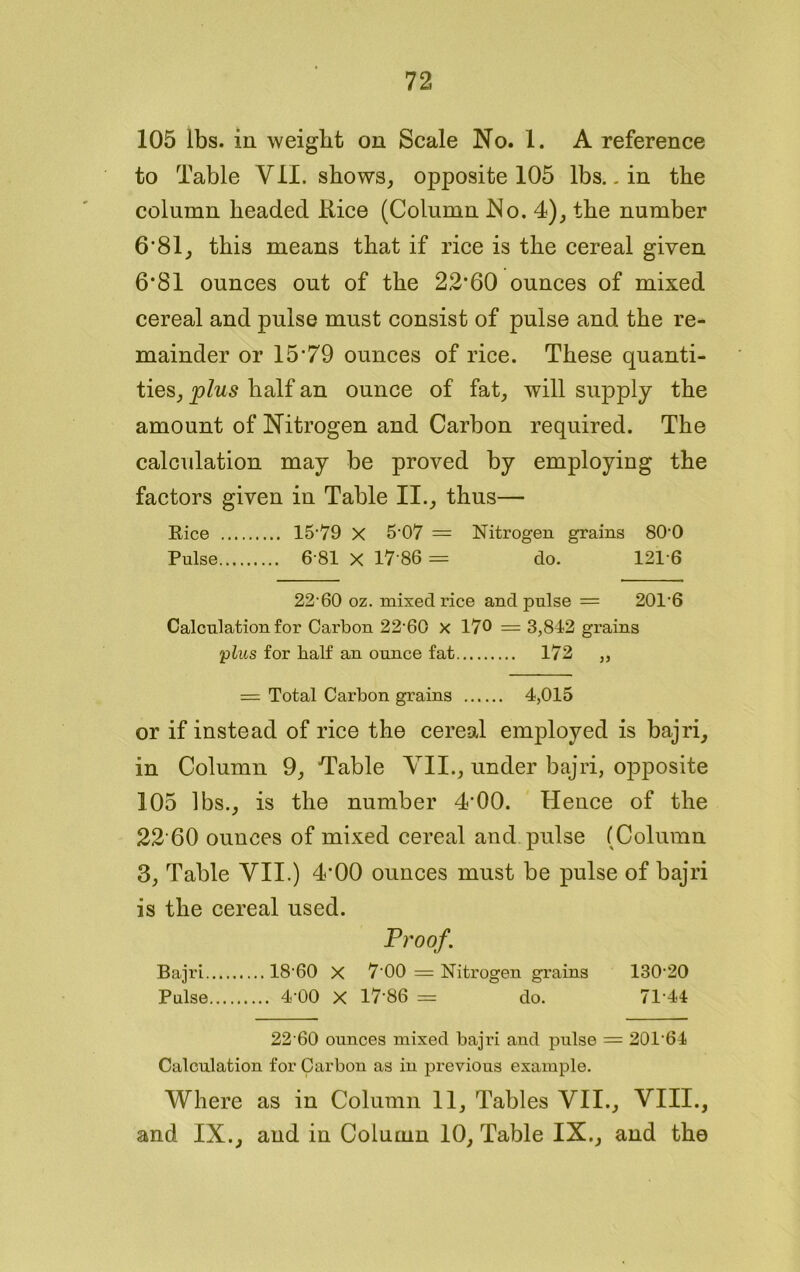 72
105 lbs. in weight on Scale No. 1. A reference
to Table VII. shows, opposite 105 lbs.. in the
column headed Rice (Column No. 4), the number
6·81, this means that if rice is the cereal given
6·81 ounces out of the 22·60 ounces of mixed
cereal and pulse must consist of pulse and the re-
mainder or 15·79 ounces of rice. These quanti-
ties, plus half an ounce of fat, will supply the
amount of Nitrogen and Carbon required. The
calculation may be proved by employing the
factors given in Table II., thus—
Rice .......... 15·79 X 5·07 = Nitrogen grains 80·0
Pulse.......... 6·81 X 17·86 = do. 121·6
22·60 oz. mixed rice and pulse = 201·6
Calculation for Carbon 22·60 x 170 = 3,842 grains
plus for half an ounce fat.......... 172 ,,
= Total Carbon grains ...... 4,015
or if instead of rice the cereal employed is bajri,
in Column 9, Table VII., under bajri, opposite
105 lbs., is the number 4·00. Hence of the
22·60 ounces of mixed cereal and pulse (Column
3, Table VII.) 4·00 ounces must be pulse of bajri
is the cereal used.
Proof.
Bajri..........18·60 X 7·00 = Nitrogen grains 130·20
Pulse.......... 4·00 X 17·86 = do. 71·44
22·60 ounces mixed bajri and pulse = 201·64
Calculation for Carbon as in previous example.
Where as in Column 11, Tables VII., VIII.,
and IX., and in Column 10, Table IX., and the